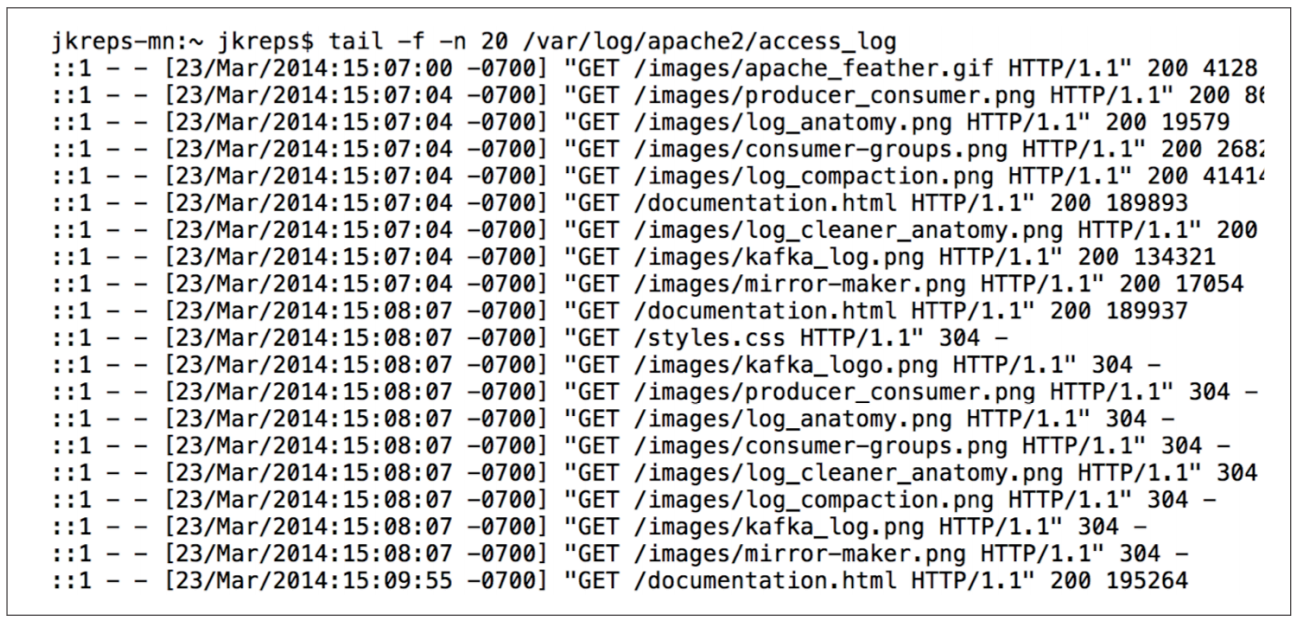 jkreps-mn:~ jkreps$ tail -f -n 20 /var/log/apache2/access_log
::1 - - [23/Mar/2014:15:07:00 -0700] "GET /images/apache_feather.gif HTTP/1.1" 200 4128
::1 - - [23/Mar/2014:15:07:04 -0700] "GET /images/producer_consumer.png HTTP/1.1" 200 86
::1 - - [23/Mar/2014:15:07:04 -0700] "GET /images/log_anatomy.png HTTP/1.1" 200 19579
::1 - - [23/Mar/2014:15:07:04 -0700] "GET /images/consumer-groups.png HTTP/1.1" 200 2682
::1 - - [23/Mar/2014:15:07:04 -0700] "GET /images/log_compaction.png HTTP/1.1" 200 41414
::1 - - [23/Mar/2014:15:07:04 -0700] "GET /documentation.html HTTP/1.1" 200 189893
::1 - - [23/Mar/2014:15:07:04 -0700] "GET /images/log_cleaner_anatomy.png HTTP/1.1" 200
::1 - - [23/Mar/2014:15:07:04 -0700] "GET /images/kafka_log.png HTTP/1.1" 200 134321
::1 - - [23/Mar/2014:15:07:04 -0700] "GET /images/mirror-maker.png HTTP/1.1" 200 17054
::1 - - [23/Mar/2014:15:08:07 -0700] "GET /documentation.html HTTP/1.1" 200 189937
::1 - - [23/Mar/2014:15:08:07 -0700] "GET /styles.css HTTP/1.1" 304 -
::1 - - [23/Mar/2014:15:08:07 -0700] "GET /images/kafka_logo.png HTTP/1.1" 304 -
::1 - - [23/Mar/2014:15:08:07 -0700] "GET /images/producer_consumer.png HTTP/1.1" 304 -
::1 - - [23/Mar/2014:15:08:07 -0700] "GET /images/log_anatomy.png HTTP/1.1" 304 -
::1 - - [23/Mar/2014:15:08:07 -0700] "GET /images/consumer-groups.png HTTP/1.1" 304 -
::1 - - [23/Mar/2014:15:08:07 -0700] "GET /images/log_cleaner_anatomy.png HTTP/1.1" 304
::1 - - [23/Mar/2014:15:08:07 -0700] "GET /images/log_compaction.png HTTP/1.1" 304 -
::1 - - [23/Mar/2014:15:08:07 -0700] "GET /images/kafka_log.png HTTP/1.1" 304 -
::1 - - [23/Mar/2014:15:08:07 -0700] "GET /images/mirror-maker.png HTTP/1.1" 304 -
::1 - - [23/Mar/2014:15:09:55 -0700] "GET /documentation.html HTTP/1.1" 200 195264